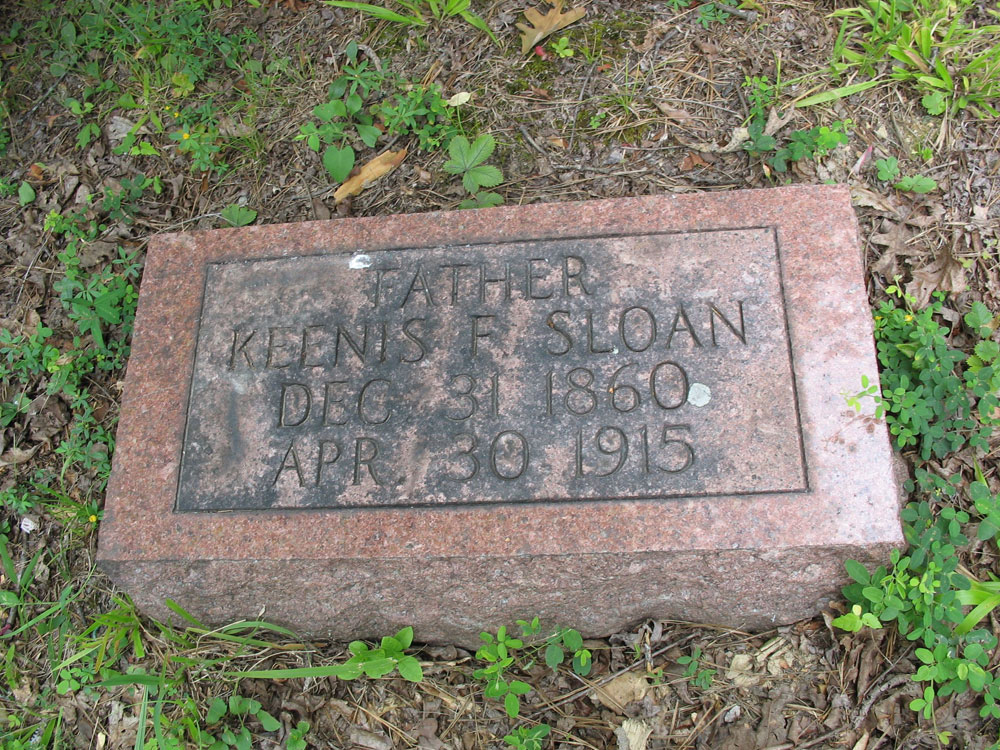 FATHER
KEENIS F. SLOAN
DEC 31 1860
APR 30 1915